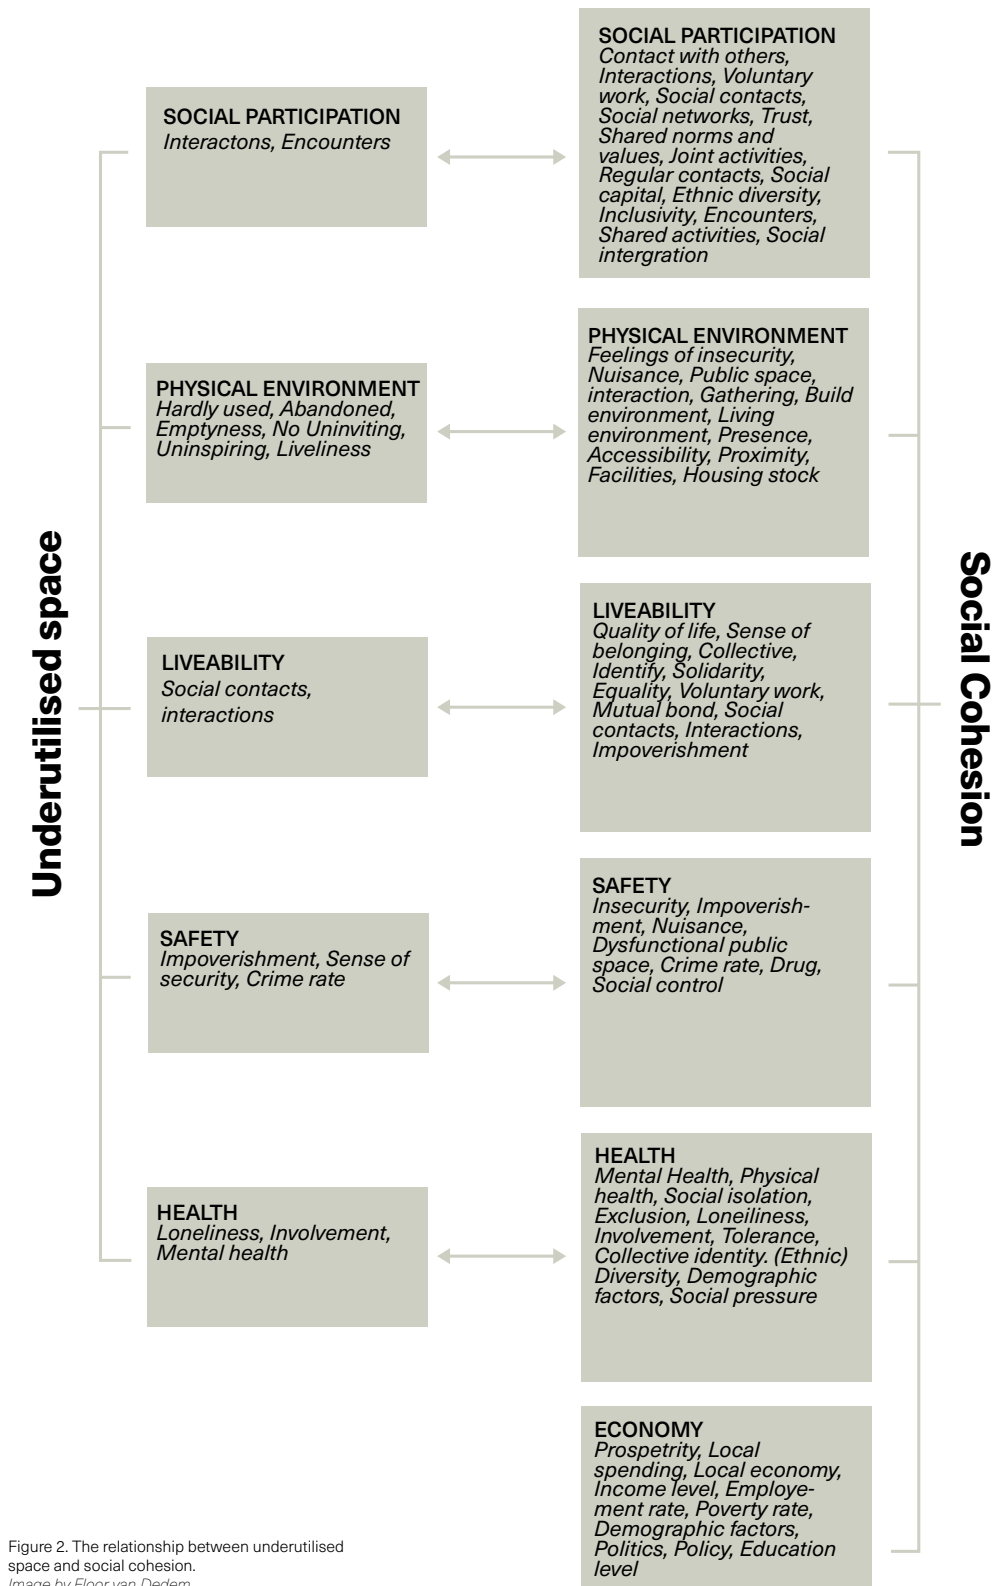 SOCIAL PARTICIPATION
Interactons, Encounters
SOCIAL PARTICIPATION
Contact with others,
Interactions, Voluntary
work, Social contacts,
Social networks, Trust,
Shared norms and
values, Joint activities,
Regular contacts, Social
capital, Ethnic diversity,
Inclusivity, Encounters,
Shared activities, Social
intergration
PHYSICAL ENVIRONMENT
Hardly used, Abandoned,
Emptyness, No Uninviting,
Uninspiring, Liveliness
PHYSICAL ENVIRONMENT
Feelings of insecurity,
Nuisance, Public space,
interaction, Gathering, Build
environment, Living
environment, Presence,
Accessibility, Proximity,
Facilities, Housing stock
Underutilised space
Social Cohesion
LIVEABILITY
Social contacts,
interactions
LIVEABILITY
Quality of life, Sense of
belonging, Collective,
Identify, Solidarity,
Equality, Voluntary work,
Mutual bond, Social
contacts, Interactions,
Impoverishment
SAFETY
Impoverishment, Sense of
security, Crime rate
SAFETY
Insecurity, Impoverish-
ment, Nuisance,
Dysfunctional public
space, Crime rate, Drug,
Social control
HEALTH
Loneliness, Involvement,
Mental health
HEALTH
Mental Health, Physical
health, Social isolation,
Exclusion, Loneiliness,
Involvement, Tolerance,
Collective identity. (Ethnic)
Diversity, Demographic
factors, Social pressure
ECONOMY
Prospetrity, Local
spending, Local economy,
Income level, Employe-
ment rate, Poverty rate,
Demographic factors,
Politics, Policy, Education
level
Figure 2. The relationship between underutilised
space and social cohesion.
Image by Floor van Dedem